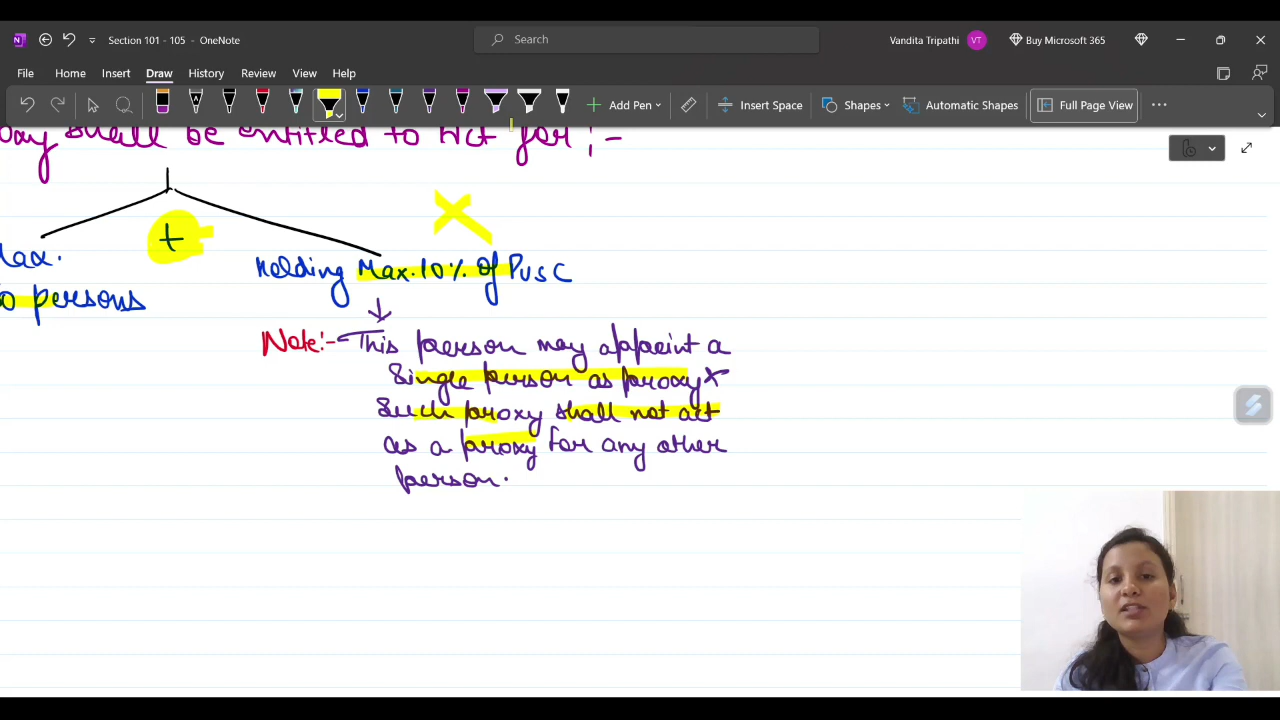 Section 101 - 105 - OneNote
Search
Vandita Tripathi VT
Buy Microsoft 365
File Home Insert Draw History Review View Help
Add Pen
Insert Space
Shapes
Automatic Shapes
Full Page View
shall be entitled to Act for :-
+
Max.
persons
Holding Max. 10% of PUSC
Note:- This person may appoint a
Single person as proxy &
Such proxy shall not act
as a proxy for any other
person.